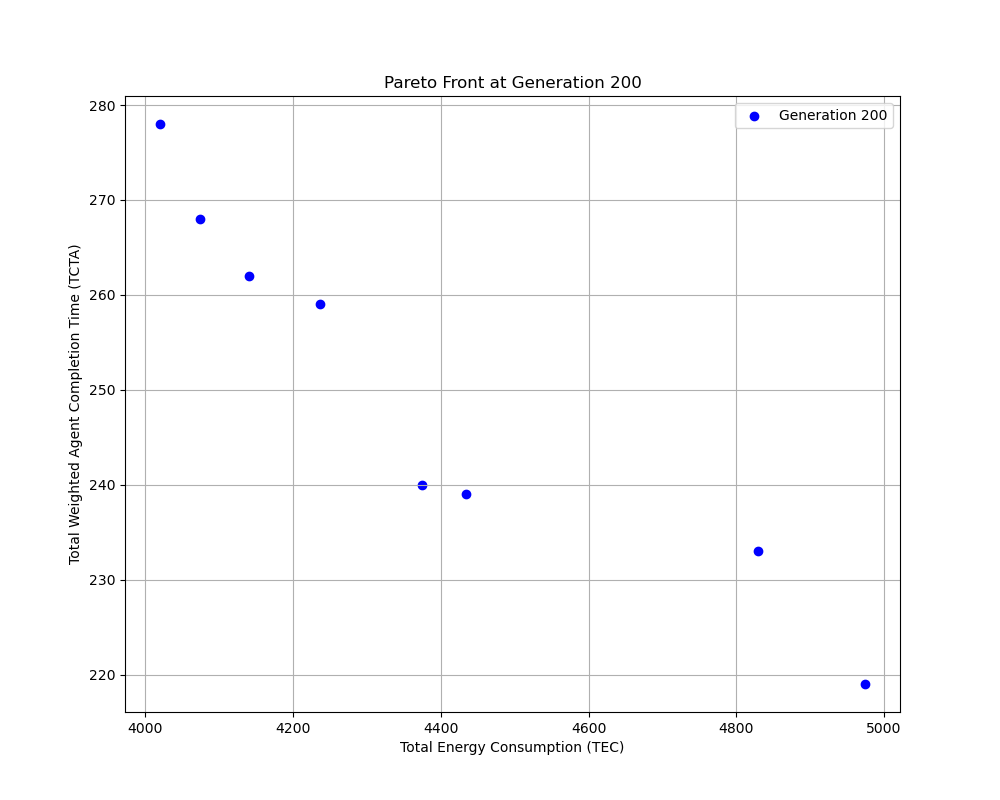 Pareto Front at Generation 200
Generation 200
Total Weighted Agent Completion Time (TCTA)
280
270
260
250
240
230
220
4000 4200 4400 4600 4800 5000
Total Energy Consumption (TEC)